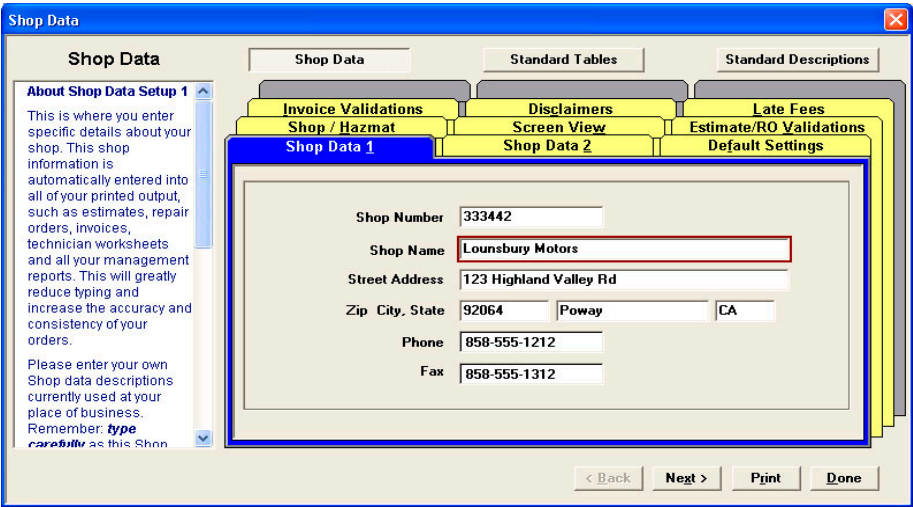 Shop Data
Shop Data
Shop Data
Standard Tables
Standard Descriptions
About Shop Data Setup 1
This is where you enter
specific details about your
shop. This shop
information is
automatically entered into
all of your printed output,
such as estimates, repair
orders, invoices,
technician worksheets
and all your management
reports. This will greatly
reduce typing and
increase the accuracy and
consistency of your
orders.
Please enter your own
Shop data descriptions
currently used at your
place of business.
Remember: type
carefully as this Shop
Invoice Validations
Disclaimers
Late Fees
Shop / Hazmat
Screen View
Estimate/RO Validations
Shop Data 1
Shop Data 2
Default Settings
Shop Number 333442
Shop Name Lounsbury Motors
Street Address 123 Highland Valley Rd
Zip City, State 92064 Poway CA
Phone 858-555-1212
Fax 858-555-1312
< Back
Next >
Print
Done